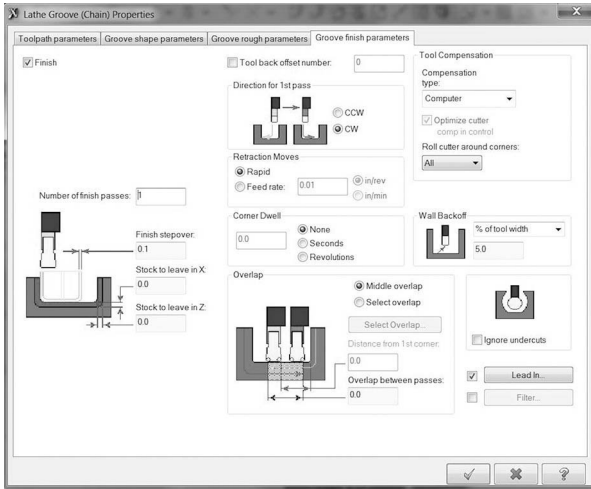 Lathe Groove (Chain) Properties
Toolpath parameters Groove shape parameters Groove rough parameters Groove finish parameters
Finish
Number of finish passes: 1
Finish stepover:
0.1
Stock to leave in X:
0.0
Stock to leave in Z:
0.0
Tool back offset number: 0
Direction for 1st pass
CCW
CW
Retraction Moves
Rapid
Feed rate: 0.01 in/rev
in/min
Corner Dwell
0.0 None
Seconds
Revolutions
Overlap
Middle overlap
Select overlap
Select Overlap...
Distance from 1st corner:
0.0
Overlap between passes:
0.0
Tool Compensation
Compensation
type:
Computer
Optimize cutter
comp in control
Roll cutter around corners:
All
Wall Backoff
% of tool width
5.0
Ignore undercuts
Lead In...
Filter...
?